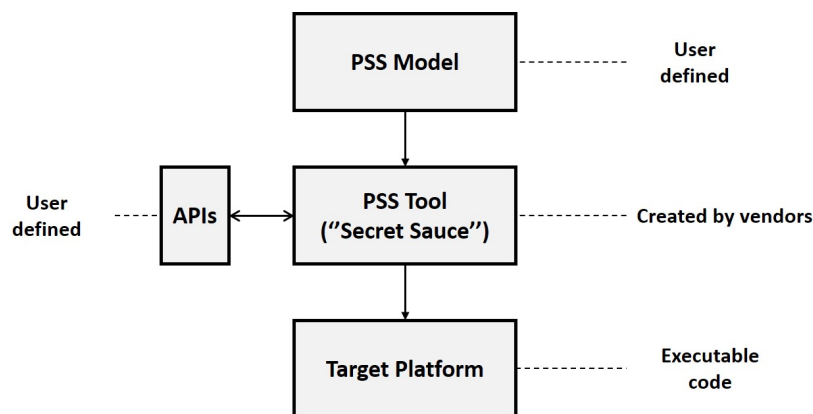 PSS Model
User
defined
User
defined
APIs
PSS Tool
(‘’Secret Sauce’’)
Created by vendors
Target Platform
Executable
code